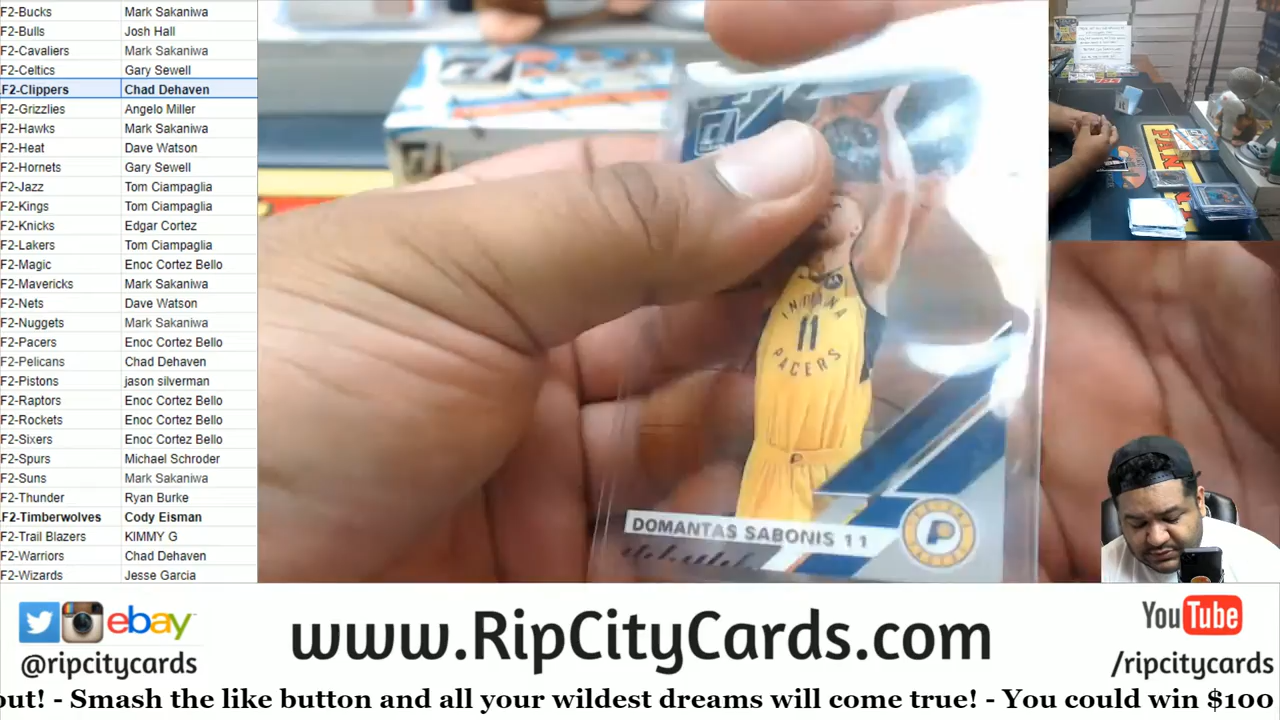 F2-Bucks Mark Sakaniwa
F2-Bulls Josh Hall
F2-Cavaliers Mark Sakaniwa
F2-Celtics Gary Sewell
F2-Clippers Chad Dehaven
F2-Grizzlies Angelo Miller
F2-Hawks Mark Sakaniwa
F2-Heat Dave Watson
F2-Hornets Gary Sewell
F2-Jazz Tom Ciampaglia
F2-Kings Tom Ciampaglia
F2-Knicks Edgar Cortez
F2-Lakers Tom Ciampaglia
F2-Magic Enoc Cortez Bello
F2-Mavericks Mark Sakaniwa
F2-Nets Dave Watson
F2-Nuggets Mark Sakaniwa
F2-Pacers Enoc Cortez Bello
F2-Pelicans Chad Dehaven
F2-Pistons jason silverman
F2-Raptors Enoc Cortez Bello
F2-Rockets Enoc Cortez Bello
F2-Sixers Enoc Cortez Bello
F2-Spurs Michael Schroder
F2-Suns Mark Sakaniwa
F2-Thunder Ryan Burke
F2-Timberwolves Cody Eisman
F2-Trail Blazers KIMMY G
F2-Warriors Chad Dehaven
F2-Wizards Jesse Garcia
INDIANA
11
PACERS
DOMANTAS SABONIS 11
P
PAN
ebay
@ripcitycards
www.RipCityCards.com
YouTube
/ripcitycards
out! - Smash the like button and all your wildest dreams will come true! - You could win $100